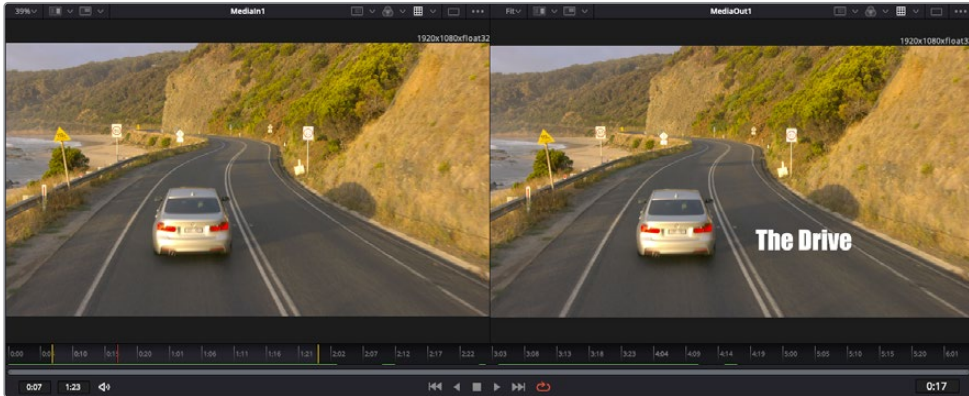 39%
MediaIn1
Fit
MediaOut1
1920x1080xfloat32
1920x1080xfloat32
The Drive
0:00 0:10 0:20 1:01 1:06 1:11 1:16 1:21 2:02 2:07 2:12 2:17 2:22 3:03 3:08 3:13 3:18 3:23 4:04 4:09 4:14 4:19 5:00 5:05 5:10 5:15 5:20 6:01
0:07 1:23 0:17